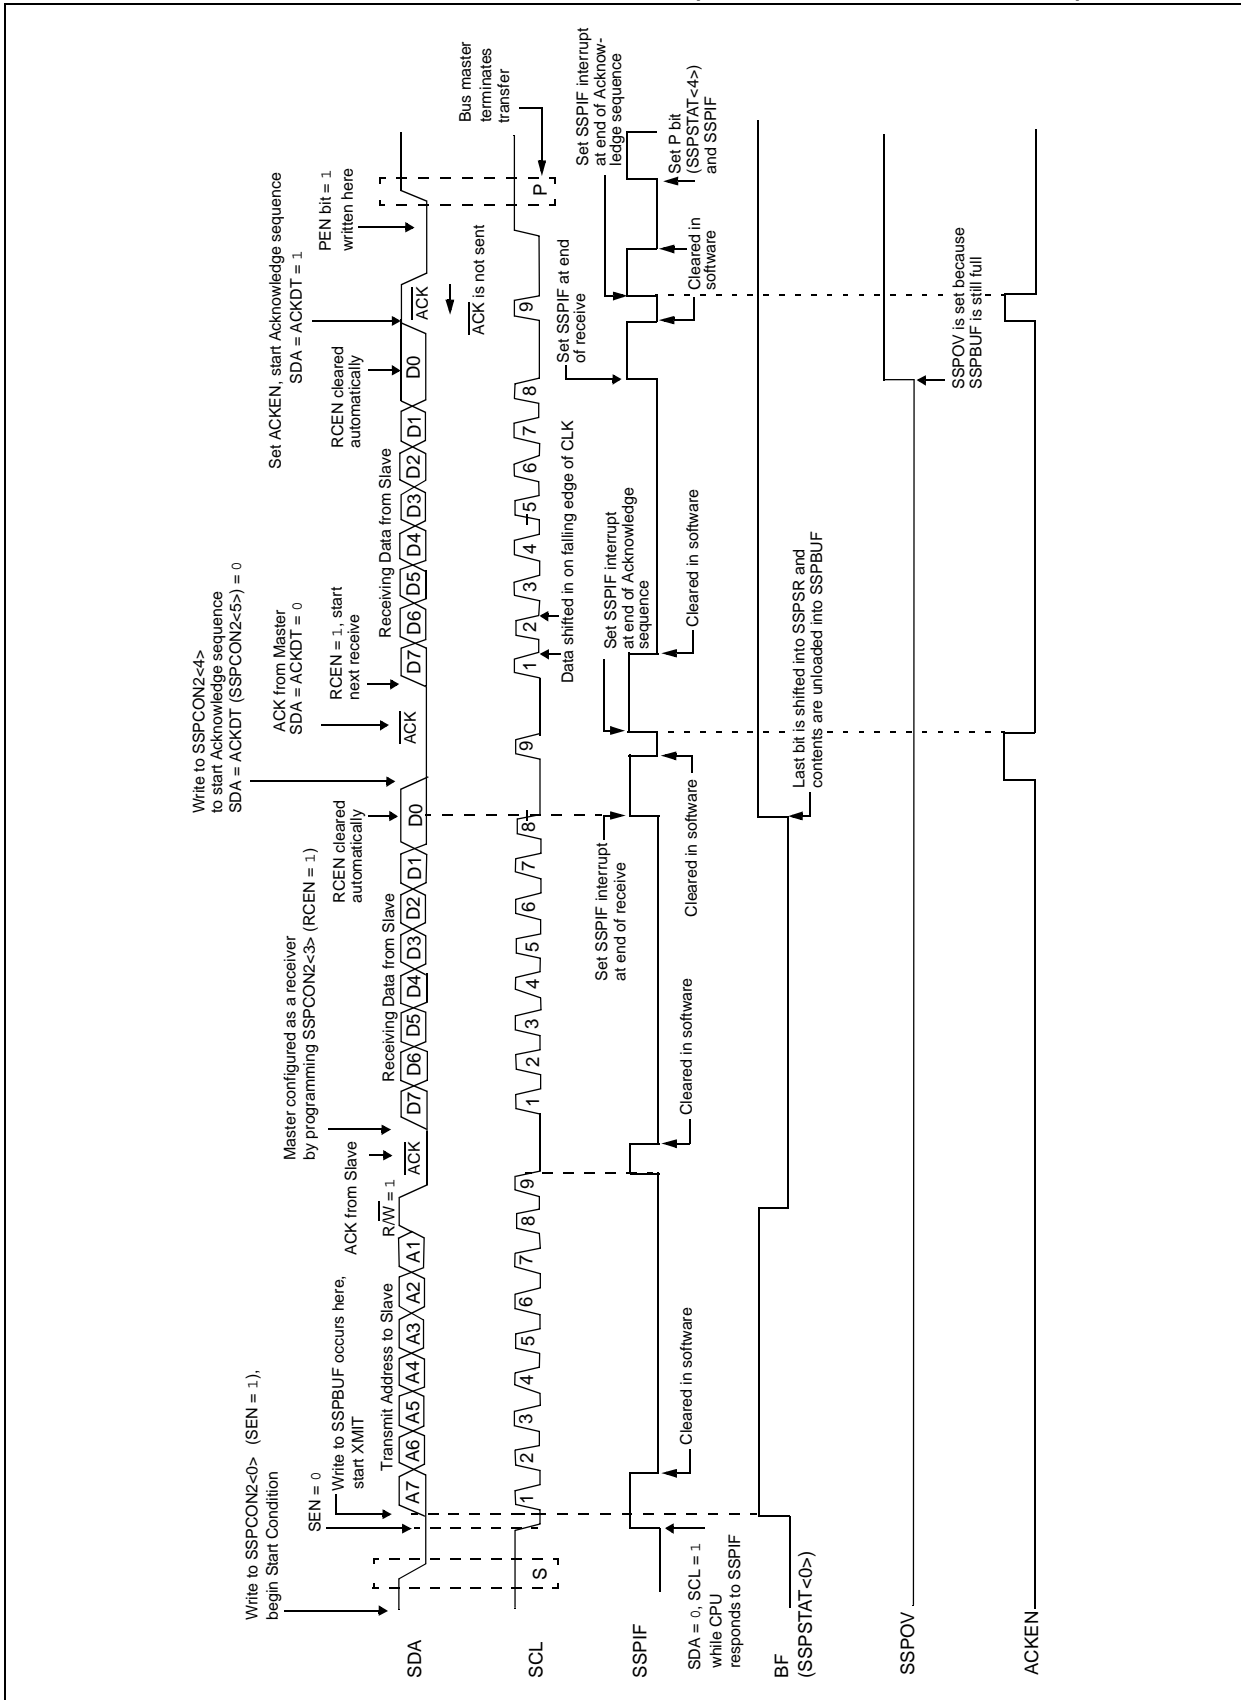 Write to SSPCON2<0> (SEN = 1),
begin Start Condition
SEN = 0
Write to SSPBUF occurs here,
start XMIT
Transmit Address to Slave
ACK from Slave
R/W = 1
Master configured as a receiver
by programming SSPCON2<3> (RCEN = 1)
Receiving Data from Slave
RCEN cleared
automatically
Write to SSPCON2<4>
to start Acknowledge sequence
SDA = ACKDT (SSPCON2<5>) = 0
ACK from Master
SDA = ACKDT = 0
RCEN = 1, start
next receive
Receiving Data from Slave
RCEN cleared
automatically
Set ACKEN, start Acknowledge sequence
SDA = ACKDT = 1
PEN bit = 1
written here
SDA
A7 A6 A5 A4 A3 A2 A1
ACK
D7 D6 D5 D4 D3 D2 D1 D0
ACK
D7 D6 D5 D4 D3 D2 D1 D0
ACK
ACK is not sent
Bus master
terminates
transfer
SCL
S
1 2 3 4 5 6 7 8 9
1 2 3 4 5 6 7 8 9
1 2 3 4 5 6 7 8 9
P
Data shifted in on falling edge of CLK
Set SSPIF at end
of receive
Set SSPIF interrupt
at end of Acknow-
ledge sequence
Set SSPIF interrupt
at end of receive
Set SSPIF interrupt
at end of Acknowledge
sequence
SSPIF
SDA = 0, SCL = 1
while CPU
responds to SSPIF
Cleared in software
Cleared in software
Cleared in software
Cleared in software
Cleared in
software
Set P bit
(SSPSTAT<4>)
and SSPIF
BF
(SSPSTAT<0>)
Last bit is shifted into SSPSR and
contents are unloaded into SSPBUF
SSPOV
SSPOV is set because
SSPBUF is still full
ACKEN